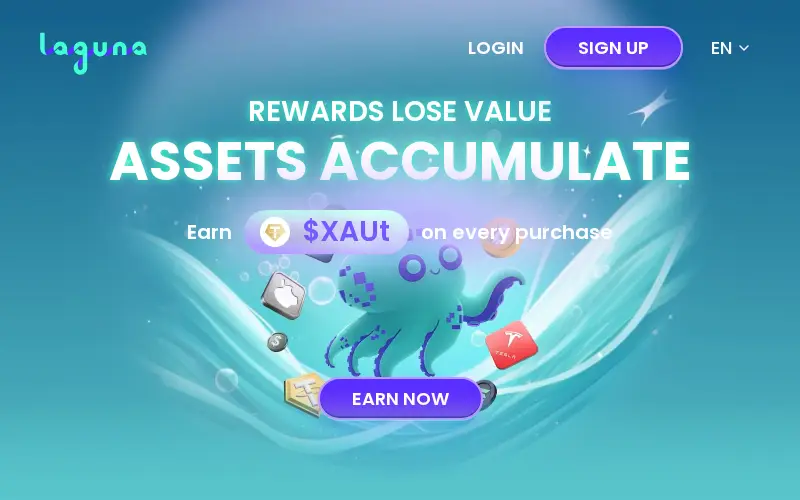 laguna
LOGIN
SIGN UP
EN
REWARDS LOSE VALUE
ASSETS ACCUMULATE
Earn $XAUt on every purchase
TESLA
EARN NOW